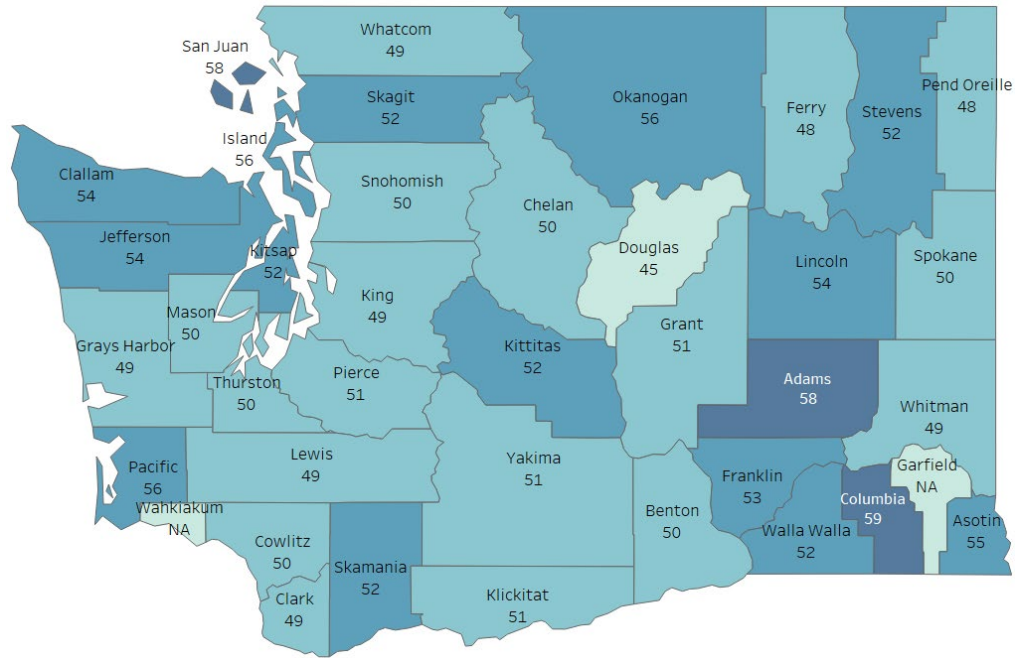 Whatcom
49
San Juan
58
Skagit
52
Okanogan
56
Ferry
48
Stevens
52
Pend Oreille
48
Island
56
Clallam
54
Snohomish
50
Chelan
50
Jefferson
54
Kitsap
52
Douglas
45
Lincoln
54
Spokane
50
King
49
Mason
50
Grays Harbor
49
Grant
51
Kittitas
52
Thurston
50
Pierce
51
Adams
58
Whitman
49
Pacific
56
Lewis
49
Yakima
51
Franklin
53
Garfield
NA
Columbia
59
Wahkiakum
NA
Benton
50
Walla Walla
52
Asotin
55
Cowlitz
50
Skamania
52
Clark
49
Klickitat
51